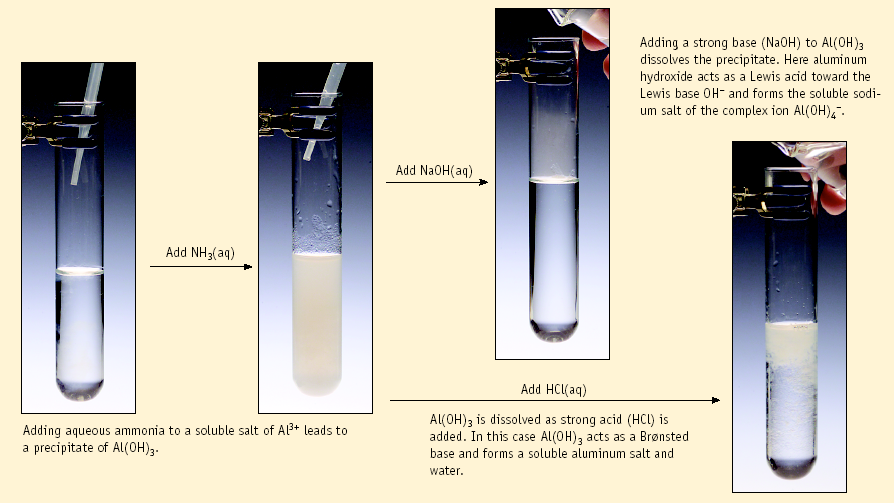 Adding a strong base (NaOH) to Al(OH)₃
dissolves the precipitate. Here aluminum
hydroxide acts as a Lewis acid toward the
Lewis base OH⁻ and forms the soluble sodi-
um salt of the complex ion Al(OH)₄⁻.
Add NaOH(aq)
Add NH₃(aq)
Add HCl(aq)
Adding aqueous ammonia to a soluble salt of Al³⁺ leads to
a precipitate of Al(OH)₃.
Al(OH)₃ is dissolved as strong acid (HCl) is
added. In this case Al(OH)₃ acts as a Brønsted
base and forms a soluble aluminum salt and
water.